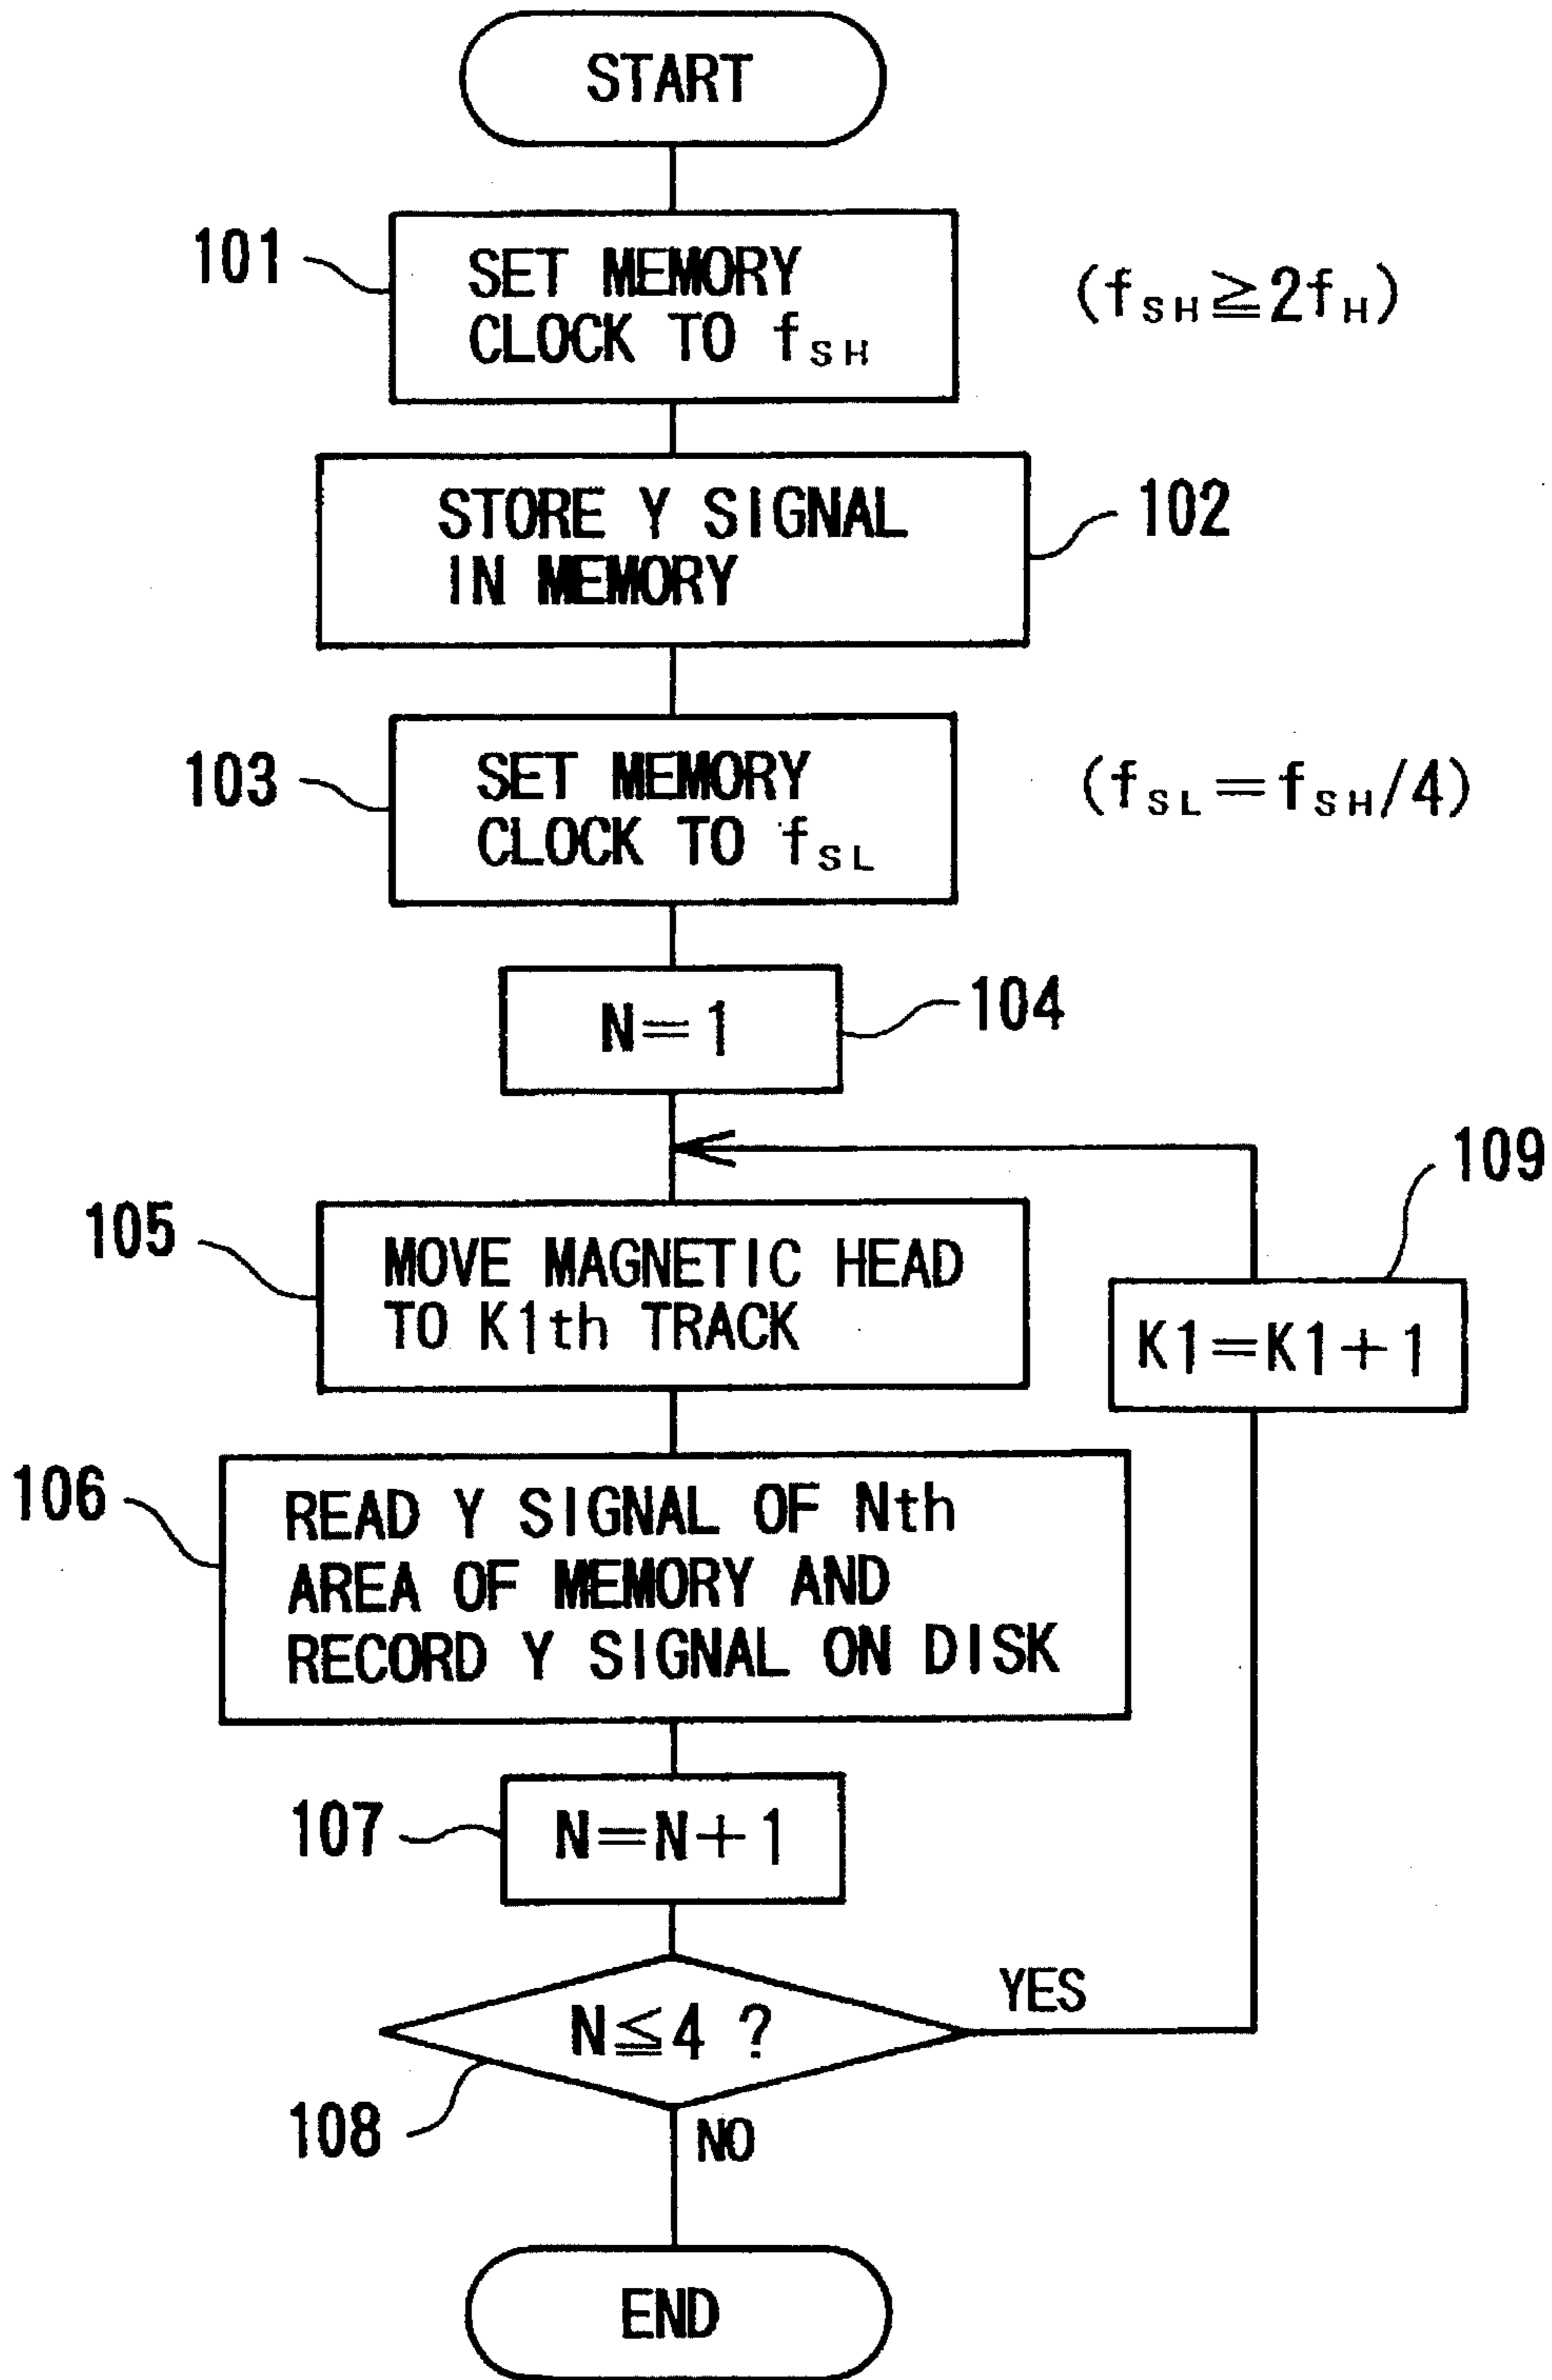 START
101
SET MEMORY
CLOCK TO fSH
(fSH≧2fH)
STORE Y SIGNAL
IN MEMORY
102
103
SET MEMORY
CLOCK TO fSL
(fSL=fSH/4)
N=1
104
109
105
MOVE MAGNETIC HEAD
TO K1th TRACK
K1=K1+1
106
READ Y SIGNAL OF Nth
AREA OF MEMORY AND
RECORD Y SIGNAL ON DISK
107
N=N+1
N≦4 ?
YES
108
NO
END